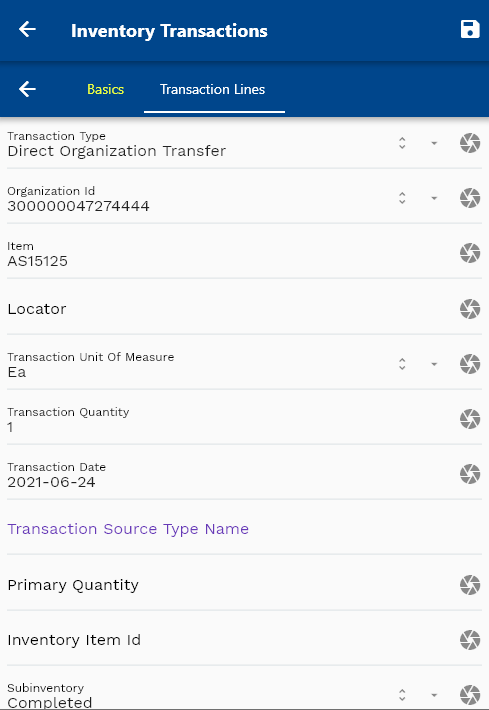 Inventory Transactions
Basics Transaction Lines
Transaction Type
Direct Organization Transfer
Organization Id
300000047274444
Item
AS15125
Locator
Transaction Unit Of Measure
Ea
Transaction Quantity
1
Transaction Date
2021-06-24
Transaction Source Type Name
Primary Quantity
Inventory Item Id
Subinventory
Completed